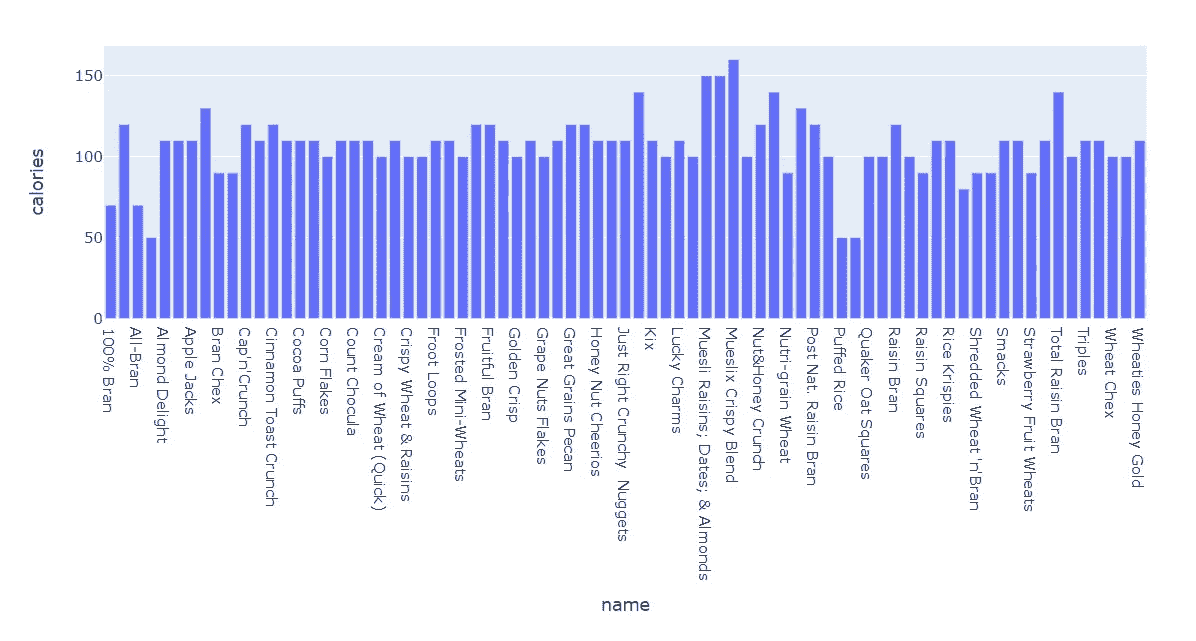 calories
150
100
50
0
100% Bran
All-Bran
Almond Delight
Apple Jacks
Bran Chex
Cap'n'Crunch
Cinnamon Toast Crunch
Cocoa Puffs
Corn Flakes
Count Chocula
Cream of Wheat (Quick)
Crispy Wheat & Raisins
Froot Loops
Frosted Mini-Wheats
Fruitful Bran
Golden Crisp
Grape Nuts Flakes
Great Grains Pecan
Honey Nut Cheerios
Just Right Crunchy  Nuggets
Kix
Lucky Charms
Muesli Raisins; Dates; & Almonds
Mueslix Crispy Blend
Nut&Honey Crunch
Nutri-grain Wheat
Post Nat. Raisin Bran
Puffed Rice
Quaker Oat Squares
Raisin Bran
Raisin Squares
Rice Krispies
Shredded Wheat 'n'Bran
Smacks
Strawberry Fruit Wheats
Total Raisin Bran
Triples
Wheat Chex
Wheaties Honey Gold
name